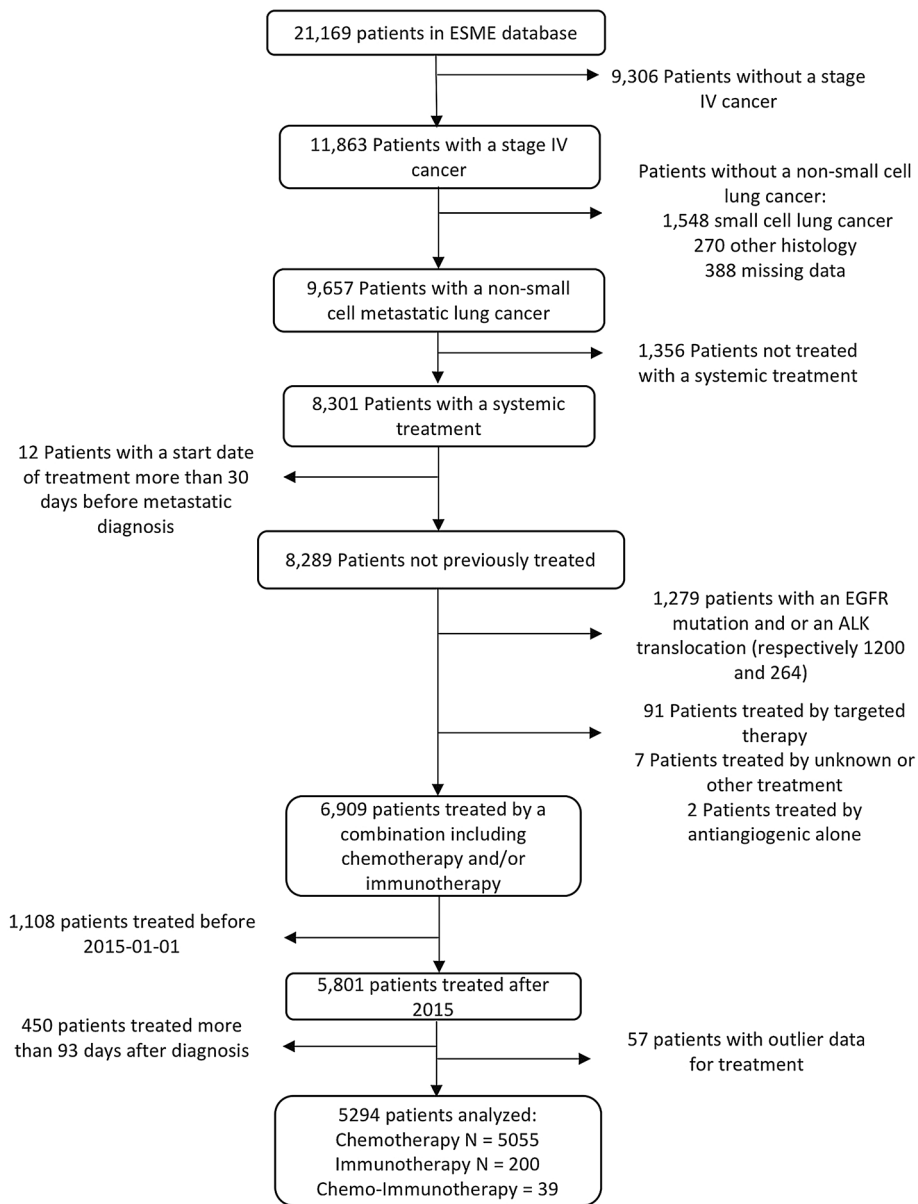 21,169 patients in ESME database
9,306 Patients without a stage
IV cancer
11,863 Patients with a stage IV
cancer
Patients without a non-small cell
lung cancer:
1,548 small cell lung cancer
270 other histology
388 missing data
9,657 Patients with a non-small
cell metastatic lung cancer
1,356 Patients not treated
with a systemic treatment
8,301 Patients with a systemic
treatment
12 Patients with a start date
of treatment more than 30
days before metastatic
diagnosis
8,289 Patients not previously treated
1,279 patients with an EGFR
mutation and or an ALK
translocation (respectively 1200
and 264)
91 Patients treated by targeted
therapy
7 Patients treated by unknown or
other treatment
2 Patients treated by
antiangiogenic alone
6,909 patients treated by a
combination including
chemotherapy and/or
immunotherapy
1,108 patients treated before
2015-01-01
5,801 patients treated after
2015
450 patients treated more
than 93 days after diagnosis
57 patients with outlier data
for treatment
5294 patients analyzed:
Chemotherapy N = 5055
Immunotherapy N = 200
Chemo-Immunotherapy = 39